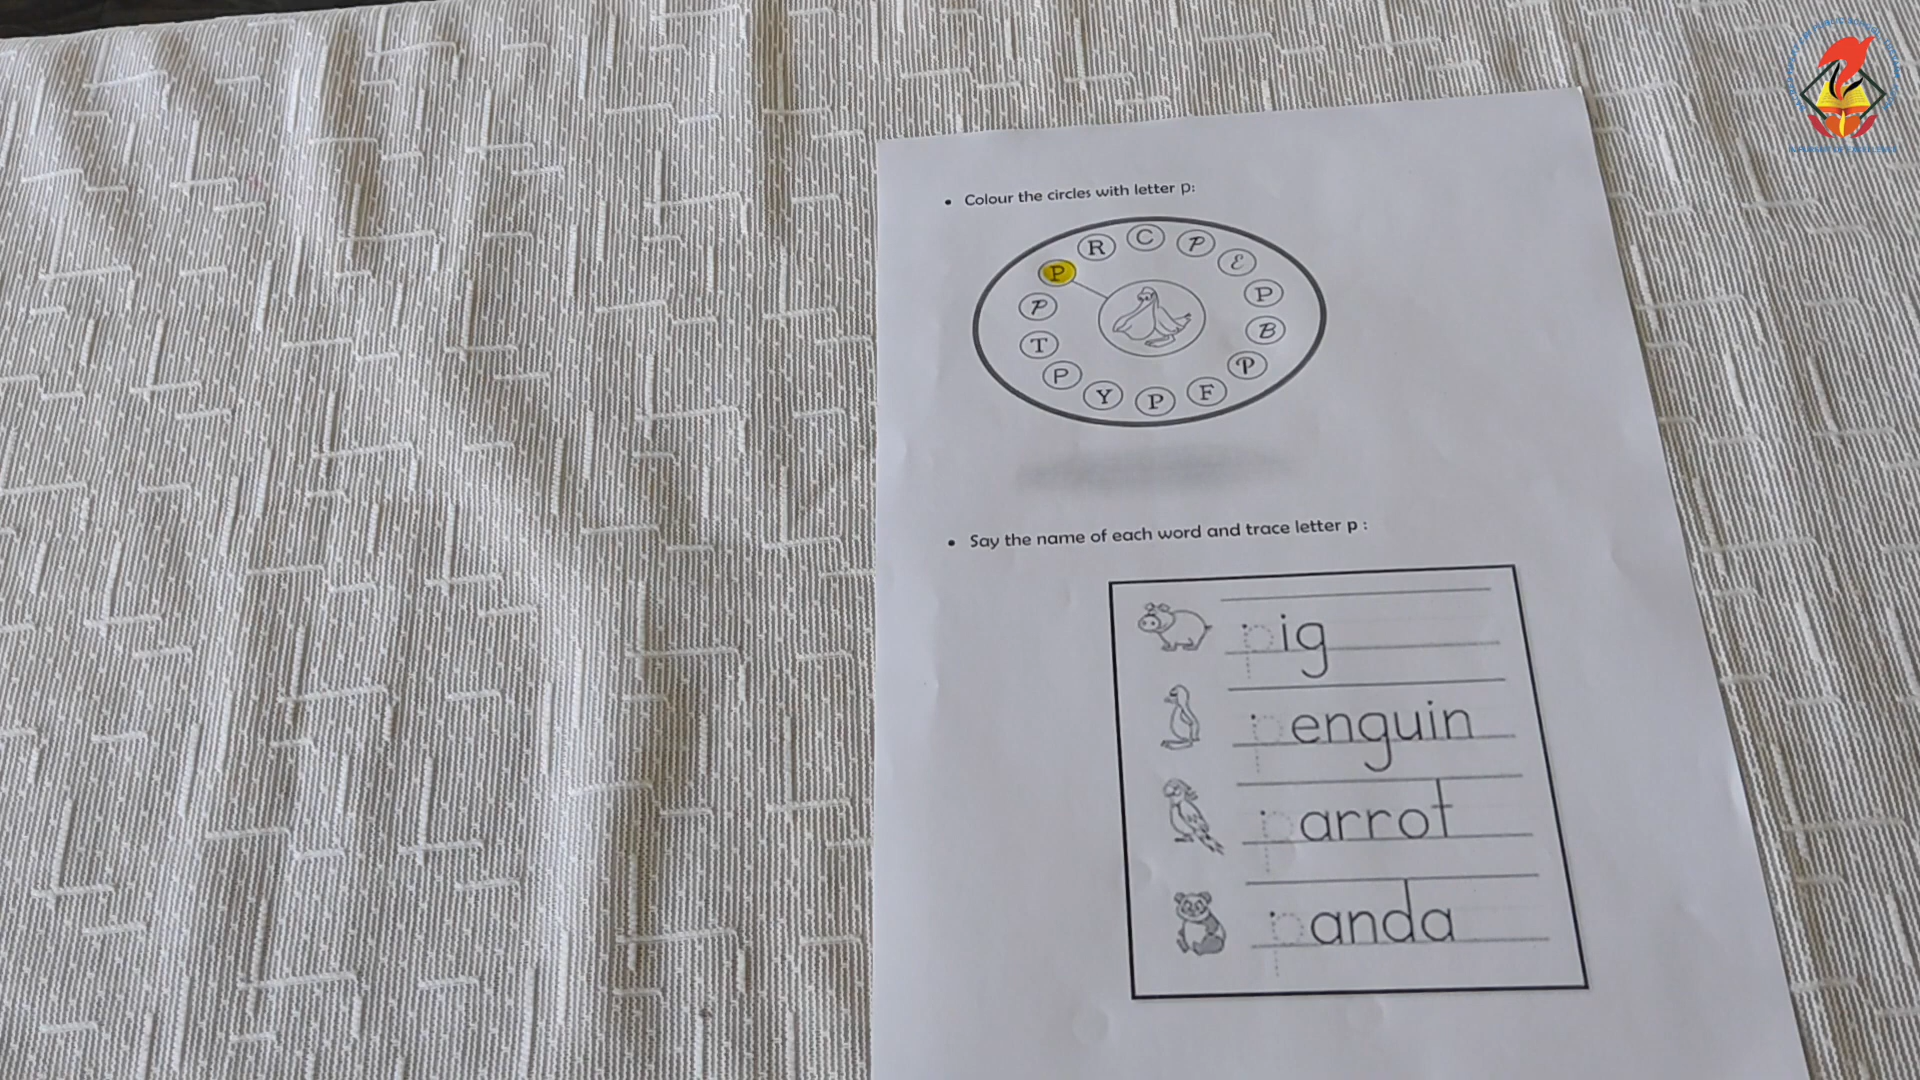 • Colour the circles with letter p:
R C P E P B P F P Y P T P P
• Say the name of each word and trace letter p :
pig
penguin
parrot
panda